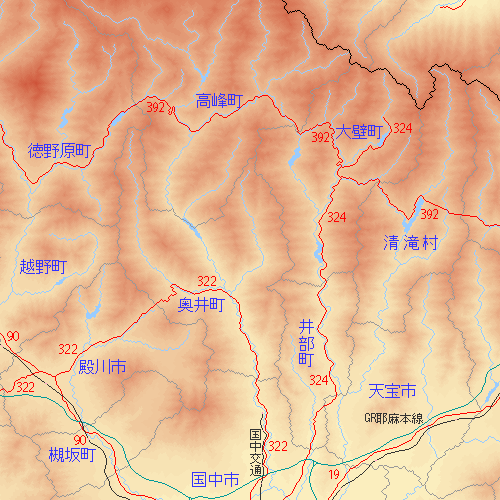 高峰町
392
大壁町
324
392
徳野原町
324
392
清滝村
越野町
322
奥井町
井部町
90
322
殿川市
324
322
天宝市
GR耶麻本線
90
槻坂町
国中交通
322
19
国中市